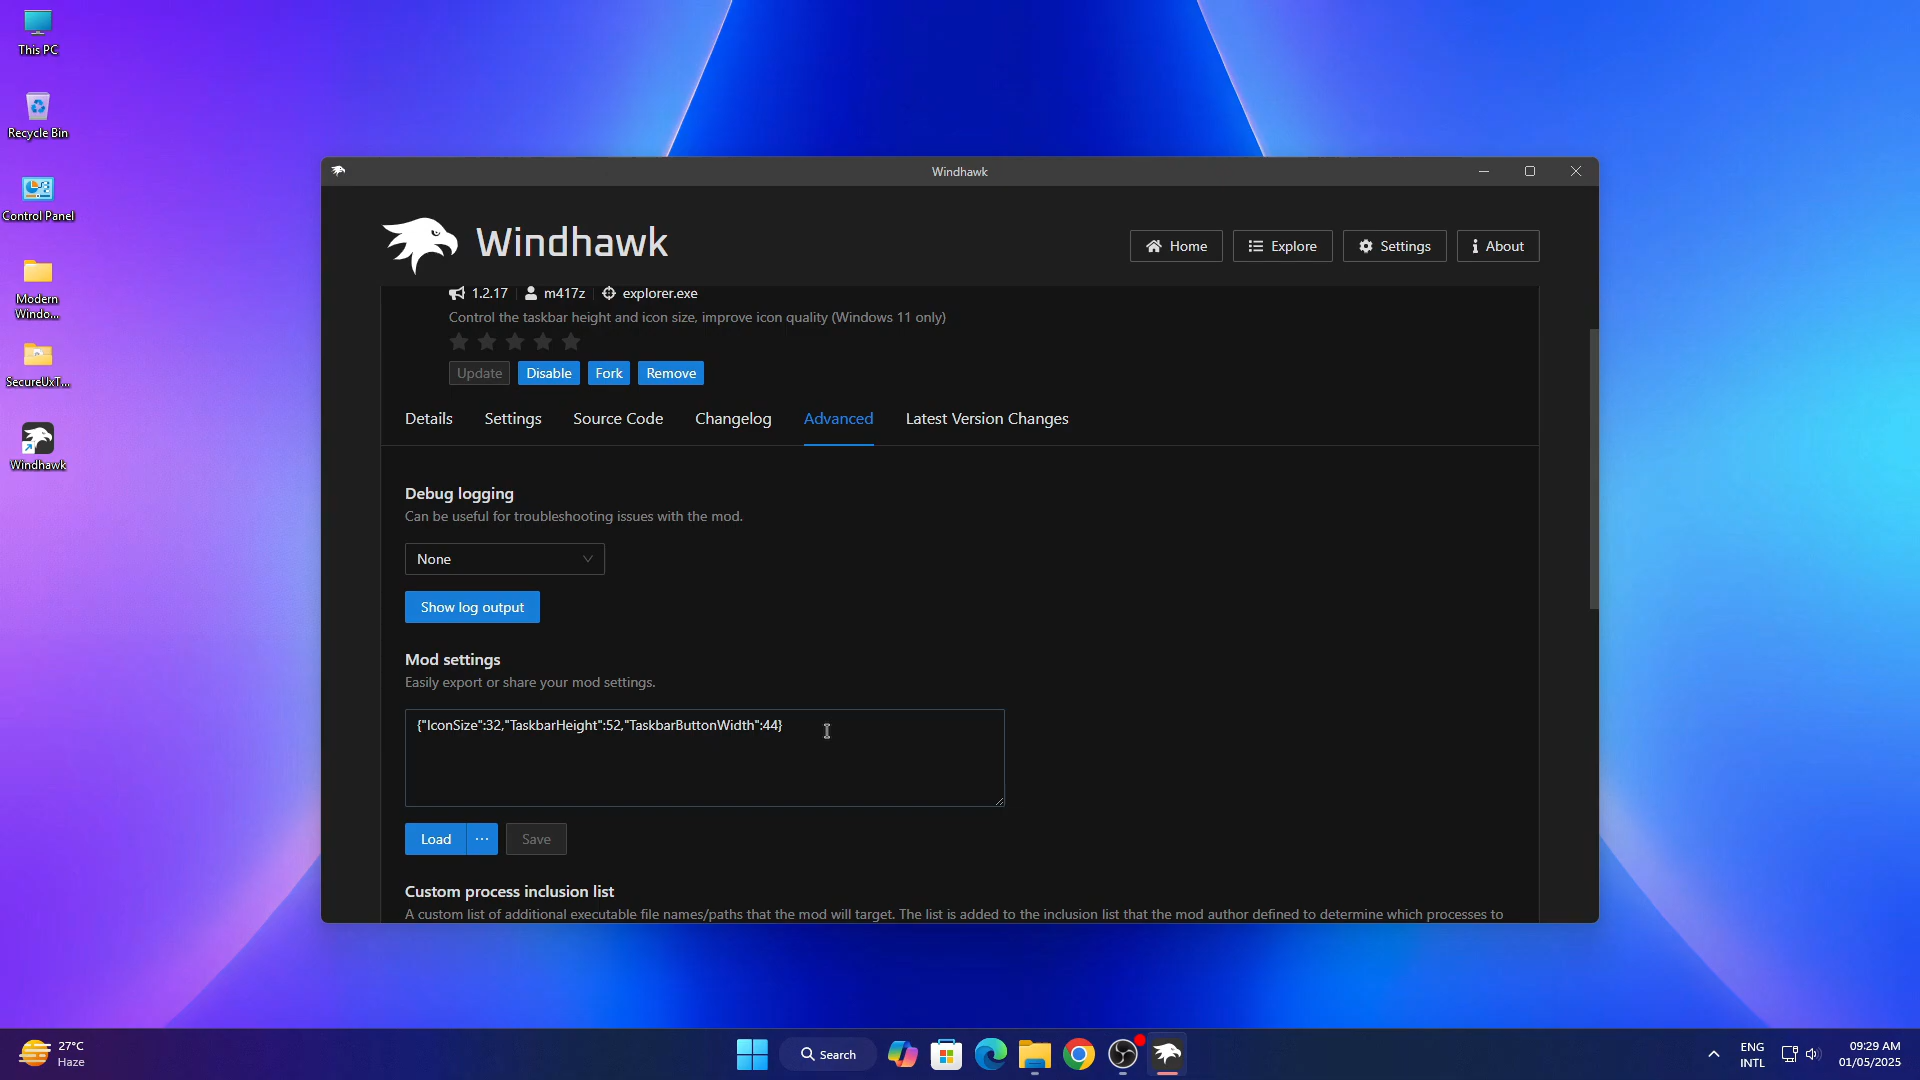 This PC
Recycle Bin
Control Panel
Modern
Windo...
SecureUxT...
Windhawk
Windhawk
Windhawk
Home
Explore
Settings
About
1.2.17
m417z
explorer.exe
Control the taskbar height and icon size, improve icon quality (Windows 11 only)
Update
Disable
Fork
Remove
Details
Settings
Source Code
Changelog
Advanced
Latest Version Changes
Debug logging
Can be useful for troubleshooting issues with the mod.
None
Show log output
Mod settings
Easily export or share your mod settings.
{"IconSize":32,"TaskbarHeight":52,"TaskbarButtonWidth":44}
Load
...
Save
Custom process inclusion list
A custom list of additional executable file names/paths that the mod will target. The list is added to the inclusion list that the mod author defined to determine which processes to
27°C
Haze
Search
ENG
INTL
09:29 AM
01/05/2025